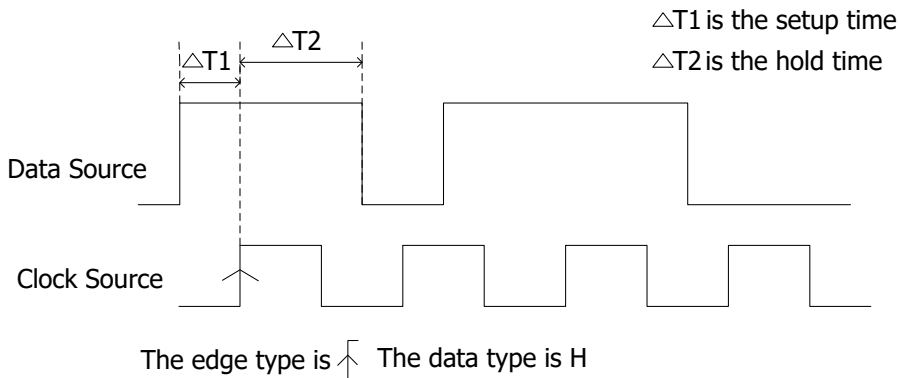 △T1 is the setup time
△T2 is the hold time
△T1
△T2
Data Source
Clock Source
The edge type is
The data type is H